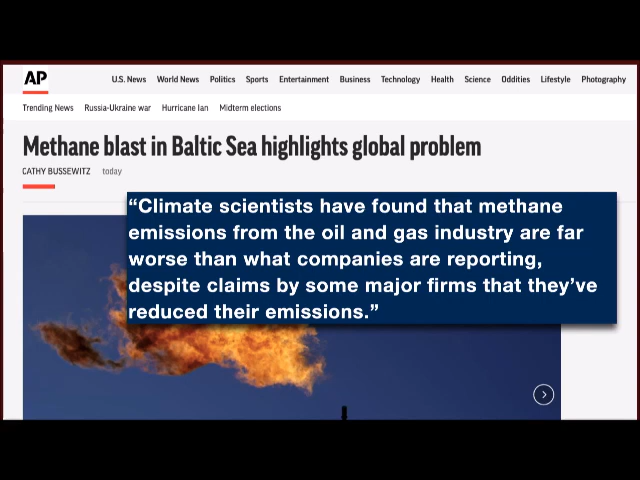 AP
U.S. News World News Politics Sports Entertainment Business Technology Health Science Oddities Lifestyle Photography
Trending News Russia-Ukraine war Hurricane Ian Midterm elections
Methane blast in Baltic Sea highlights global problem
CATHY BUSSEWITZ today
“Climate scientists have found that methane
emissions from the oil and gas industry are far
worse than what companies are reporting,
despite claims by some major firms that they’ve
reduced their emissions.”